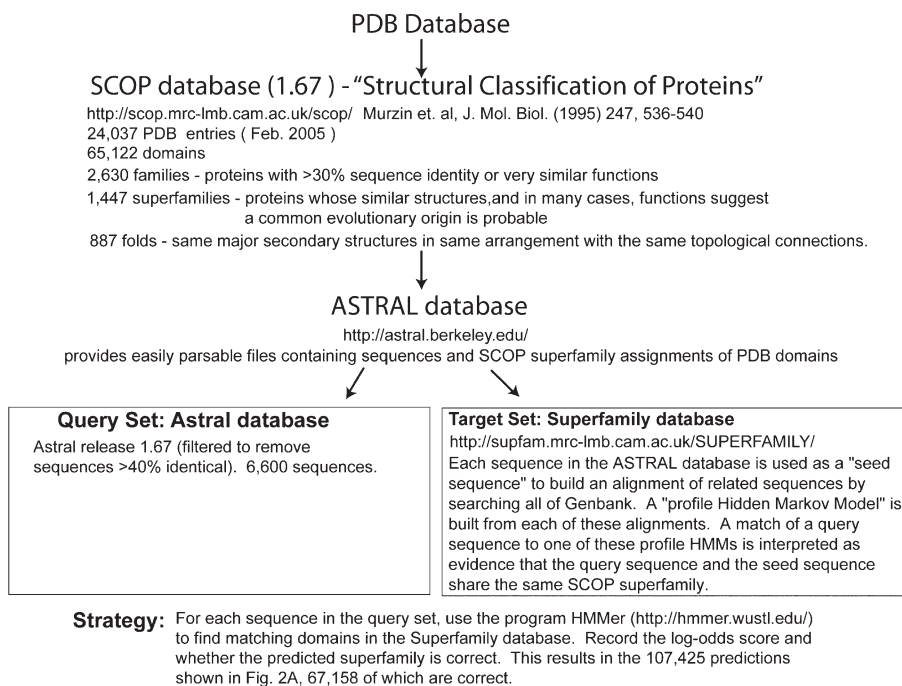 PDB Database
SCOP database (1.67 ) - “Structural Classification of Proteins”
http://scop.mrc-lmb.cam.ac.uk/scop/ Murzin et. al, J. Mol. Biol. (1995) 247, 536-540
24,037 PDB entries ( Feb. 2005 )
65,122 domains
2,630 families - proteins with >30% sequence identity or very similar functions
1,447 superfamilies - proteins whose similar structures,and in many cases, functions suggest
a common evolutionary origin is probable
887 folds - same major secondary structures in same arrangement with the same topological connections.
ASTRAL database
http://astral.berkeley.edu/
provides easily parsable files containing sequences and SCOP superfamily assignments of PDB domains
Query Set: Astral database
Astral release 1.67 (filtered to remove
sequences >40% identical). 6,600 sequences.
Target Set: Superfamily database
http://supfam.mrc-lmb.cam.ac.uk/SUPERFAMILY/
Each sequence in the ASTRAL database is used as a "seed
sequence" to build an alignment of related sequences by
searching all of Genbank. A "profile Hidden Markov Model" is
built from each of these alignments. A match of a query
sequence to one of these profile HMMs is interpreted as
evidence that the query sequence and the seed sequence
share the same SCOP superfamily.
Strategy: For each sequence in the query set, use the program HMMer (http://hmmer.wustl.edu/)
to find matching domains in the Superfamily database. Record the log-odds score and
whether the predicted superfamily is correct. This results in the 107,425 predictions
shown in Fig. 2A, 67,158 of which are correct.